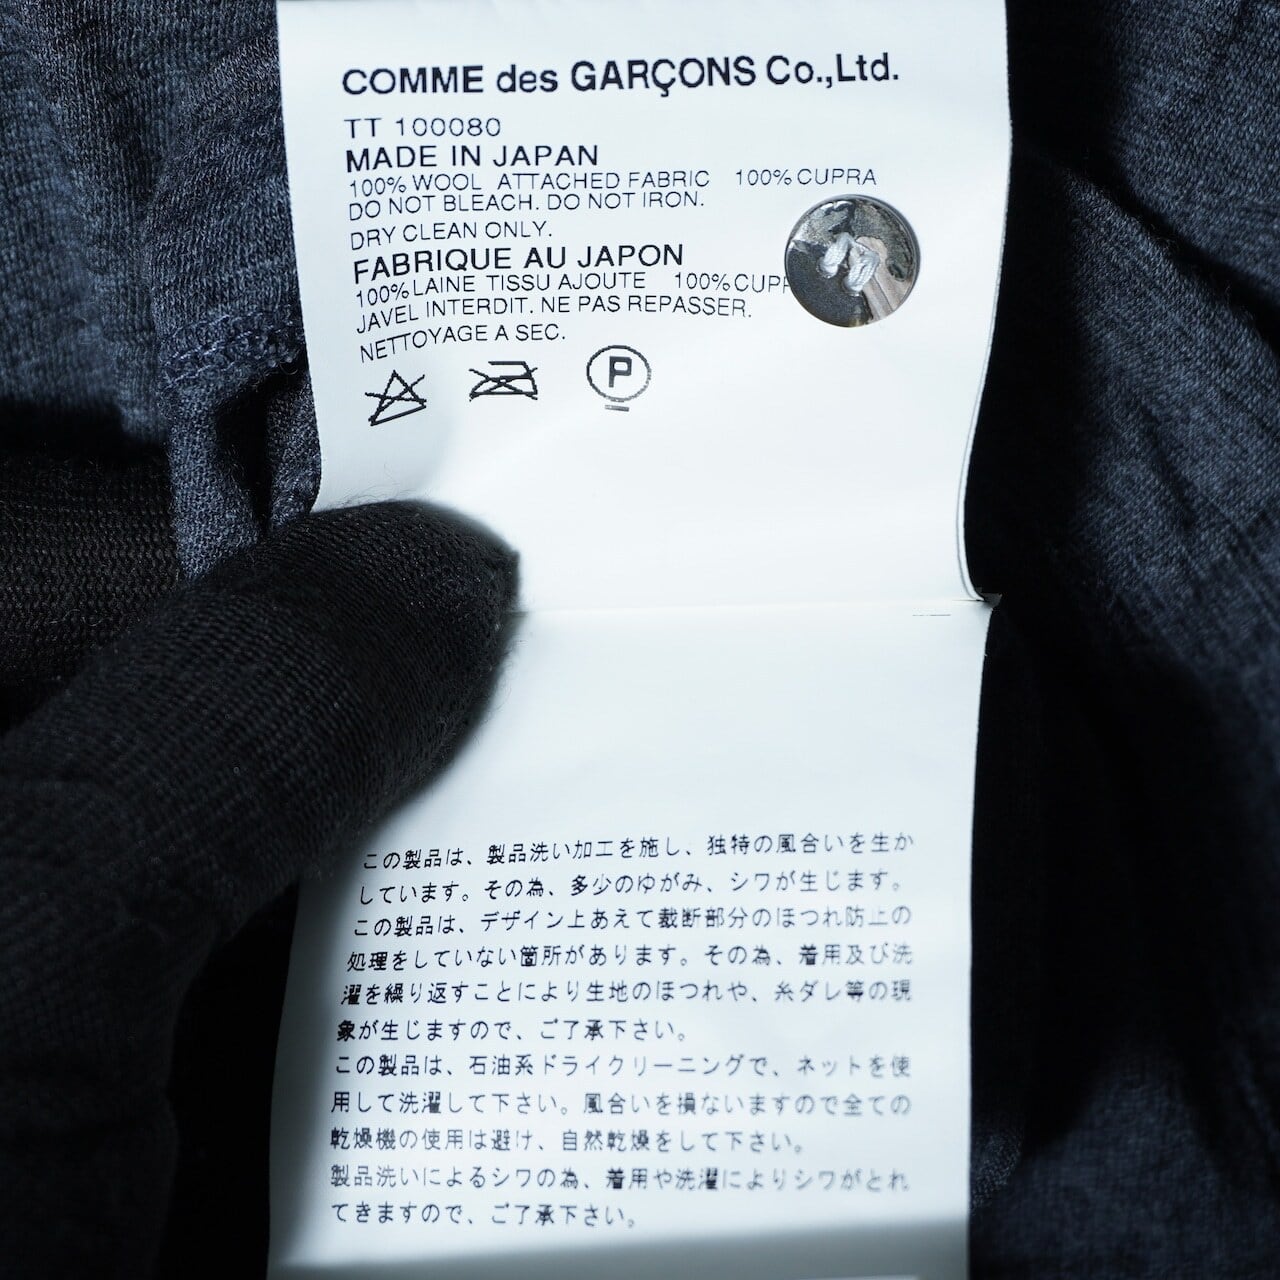 COMME des GARÇONS Co.,Ltd.
TT 100080
MADE IN JAPAN
100% WOOL ATTACHED FABRIC 100% CUPRA
DO NOT BLEACH. DO NOT IRON.
DRY CLEAN ONLY.
FABRIQUE AU JAPON
100% LAINE TISSU AJOUTE 100% CUP
JAVEL INTERDIT. NE PAS REPASSER.
NETTOYAGE A SEC.
P
この製品は、製品洗い加工を施し、独特の風合いを生か
しています。その為、多少のゆがみ、シワが生じます。
この製品は、デザイン上あえて裁断部分のほつれ防止の
処理をしていない箇所があります。その為、着用及び洗
濯を繰り返すことにより生地のほつれや、糸ダレ等の現
象が生じますので、ご了承下さい。
この製品は、石油系ドライクリーニングで、ネットを使
用して洗濯して下さい。風合いを損ないますので全ての
乾燥機の使用は避け、自然乾燥をして下さい。
製品洗いによるシワの為、着用や洗濯によりシワがとれ
てきますので、ご了承下さい。